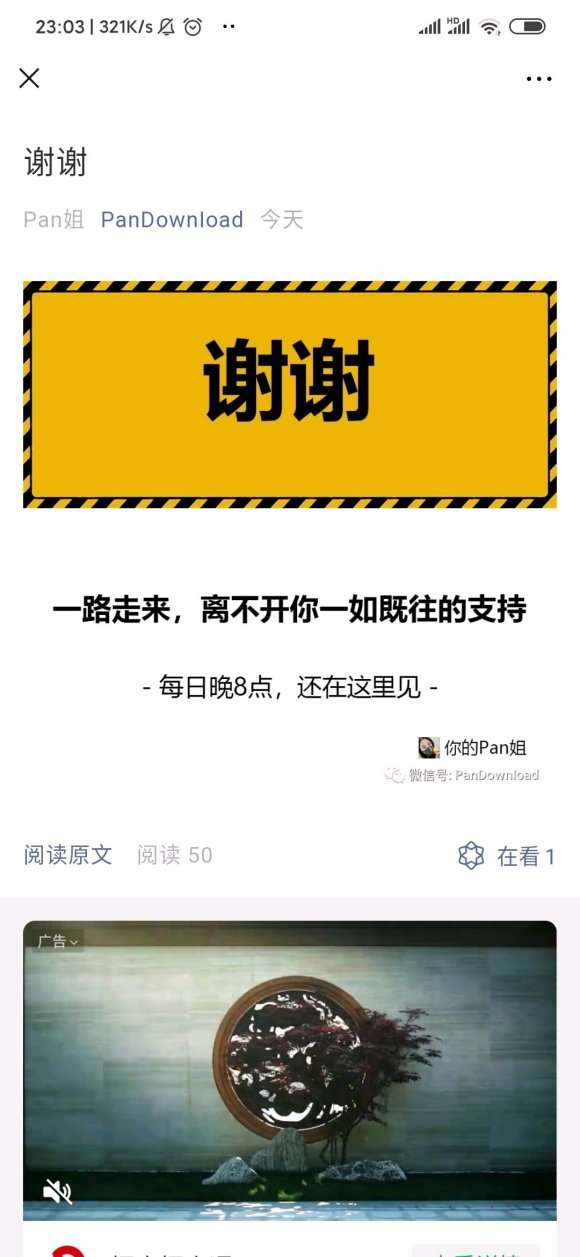 23:03 | 321K/s
HD
谢谢
Pan姐 PanDownload 今天
谢谢
一路走来，离不开你一如既往的支持
- 每日晚8点，还在这里见 -
你的Pan姐
微信号: PanDownload
阅读原文 阅读 50 在看 1
广告